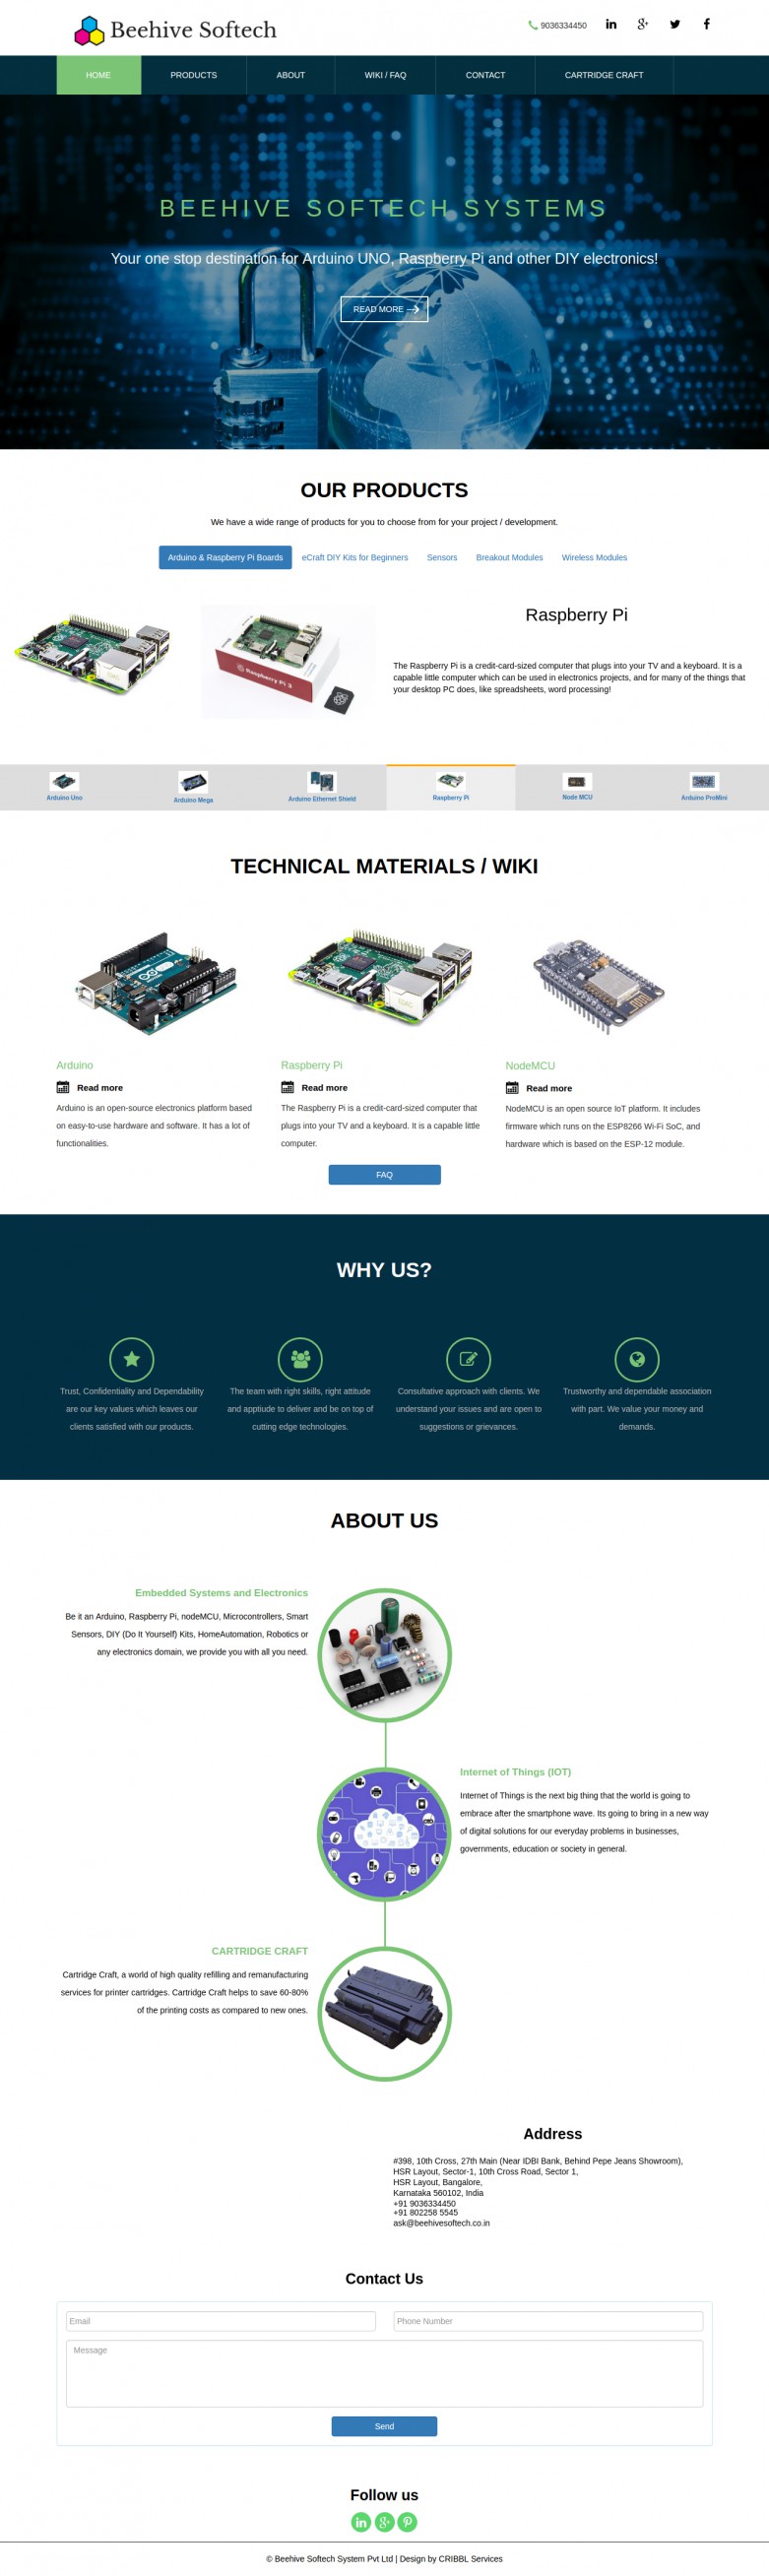 Beehive Softech
9036334450
HOME
PRODUCTS
ABOUT
WIKI / FAQ
CONTACT
CARTRIDGE CRAFT
BEEHIVE SOFTECH SYSTEMS
Your one stop destination for Arduino UNO, Raspberry Pi and other DIY electronics!
READ MORE
OUR PRODUCTS
We have a wide range of products for you to choose from for your project / development.
Arduino & Raspberry Pi Boards
eCraft DIY Kits for Beginners
Sensors
Breakout Modules
Wireless Modules
Raspberry Pi
Raspberry Pi 3
The Raspberry Pi is a credit-card-sized computer that plugs into your TV and a keyboard. It is a
capable little computer which can be used in electronics projects, and for many of the things that
your desktop PC does, like spreadsheets, word processing!
Arduino Uno
Arduino Mega
Arduino Ethernet Shield
Raspberry Pi
Node MCU
Arduino ProMini
TECHNICAL MATERIALS / WIKI
Arduino
Read more
Arduino is an open-source electronics platform based
on easy-to-use hardware and software. It has a lot of
functionalities.
Raspberry Pi
Read more
The Raspberry Pi is a credit-card-sized computer that
plugs into your TV and a keyboard. It is a capable little
computer.
NodeMCU
Read more
NodeMCU is an open source IoT platform. It includes
firmware which runs on the ESP8266 Wi-Fi SoC, and
hardware which is based on the ESP-12 module.
FAQ
WHY US?
Trust, Confidentiality and Dependability
are our key values which leaves our
clients satisfied with our products.
The team with right skills, right attitude
and apptiude to deliver and be on top of
cutting edge technologies.
Consultative approach with clients. We
understand your issues and are open to
suggestions or grievances.
Trustworthy and dependable association
with part. We value your money and
demands.
ABOUT US
Embedded Systems and Electronics
Be it an Arduino, Raspberry Pi, nodeMCU, Microcontrollers, Smart
Sensors, DIY (Do It Yourself) Kits, HomeAutomation, Robotics or
any electronics domain, we provide you with all you need.
Internet of Things (IOT)
Internet of Things is the next big thing that the world is going to
embrace after the smartphone wave. Its going to bring in a new way
of digital solutions for our everyday problems in businesses,
governments, education or society in general.
CARTRIDGE CRAFT
Cartridge Craft, a world of high quality refilling and remanufacturing
services for printer cartridges. Cartridge Craft helps to save 60-80%
of the printing costs as compared to new ones.
Address
#398, 10th Cross, 27th Main (Near IDBI Bank, Behind Pepe Jeans Showroom),
HSR Layout, Sector-1, 10th Cross Road, Sector 1,
HSR Layout, Bangalore,
Karnataka 560102, India
+91 9036334450
+91 802258 5545
ask@beehivesoftech.co.in
Contact Us
Email
Phone Number
Message
Send
Follow us
© Beehive Softech System Pvt Ltd | Design by CRIBBL Services